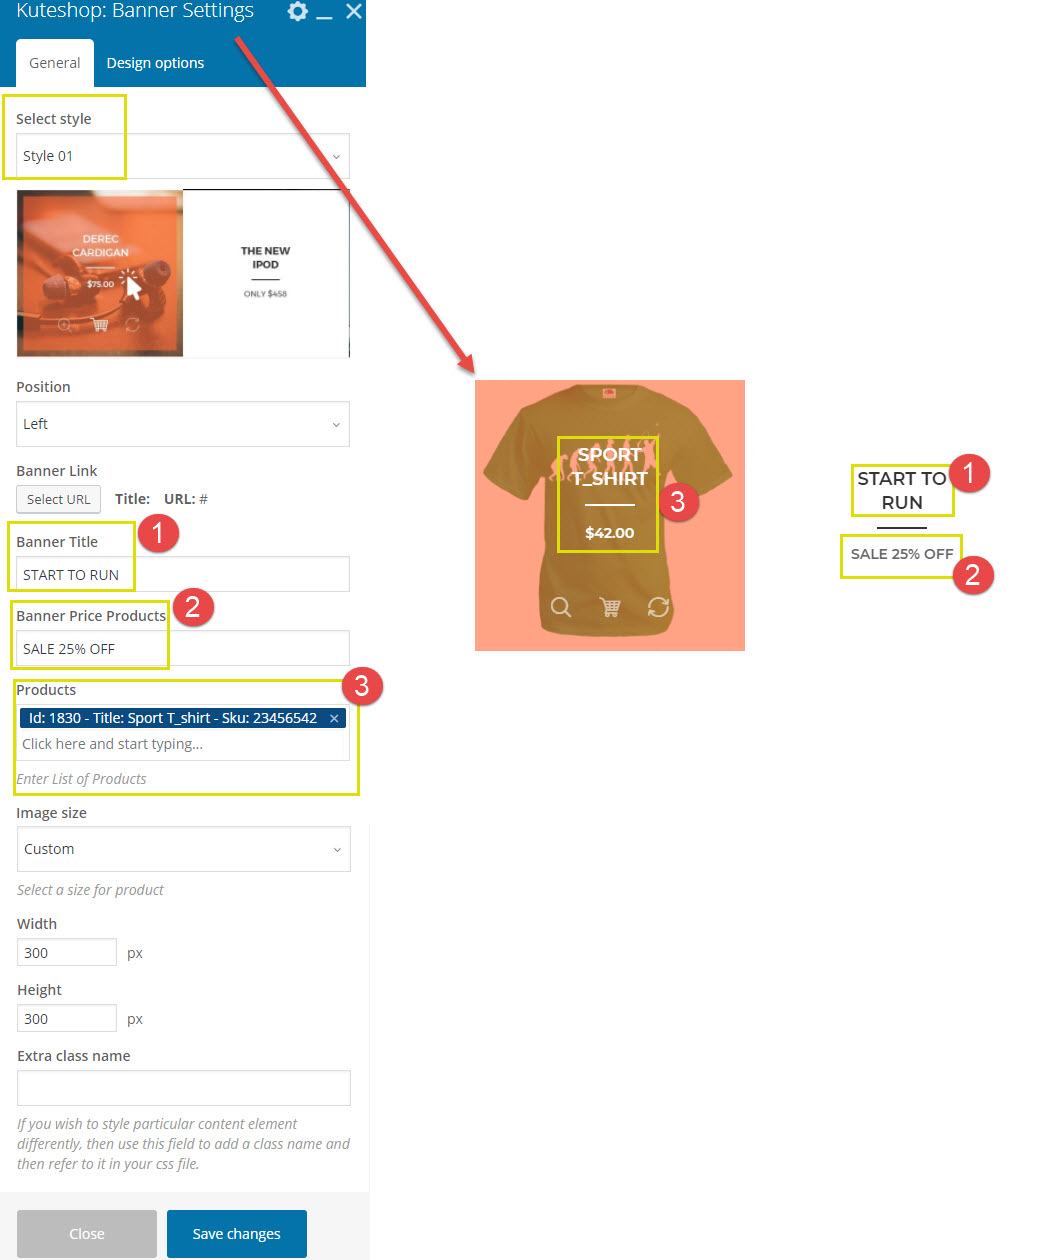 Kuteshop: Banner Settings
General
Design options
Select style
Style 01
DEREC
CARDIGAN
$75.00
THE NEW
IPOD
ONLY $458
Position
Left
Banner Link
Select URL Title: URL: #
Banner Title
1
START TO RUN
Banner Price Products
2
SALE 25% OFF
Products
3
Id: 1830 - Title: Sport T_shirt - Sku: 23456542 ×
Click here and start typing...
Enter List of Products
Image size
Custom
Select a size for product
Width
300 px
Height
300 px
Extra class name
If you wish to style particular content element
differently, then use this field to add a class name and
then refer to it in your css file.
Close
Save changes
SPORT
T_SHIRT
$42.00
3
START TO
RUN
1
SALE 25% OFF
2